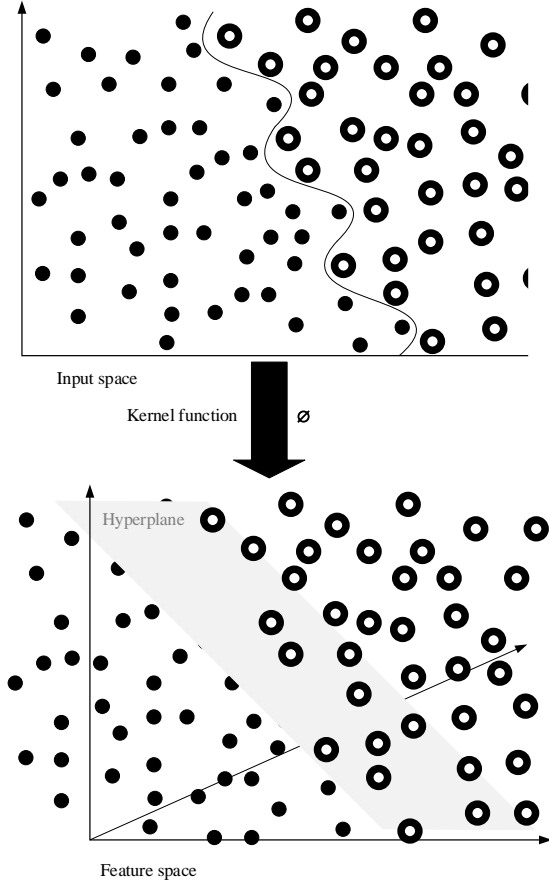 Input space
Kernel function ∅
Hyperplane
Feature space